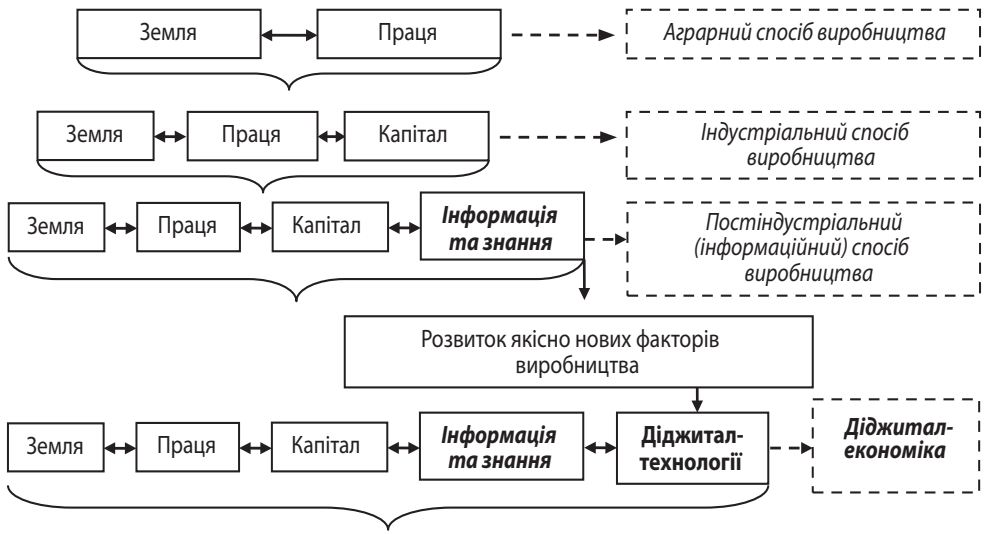 Земля
Праця
Аграрний спосіб виробництва
Земля
Праця
Капітал
Індустріальний спосіб
виробництва
Земля
Праця
Капітал
Інформація
та знання
Постіндустріальний
(інформаційний) спосіб
виробництва
Розвиток якісно нових факторів
виробництва
Земля
Праця
Капітал
Інформація
та знання
Діджитал-
технології
Діджитал-
економіка